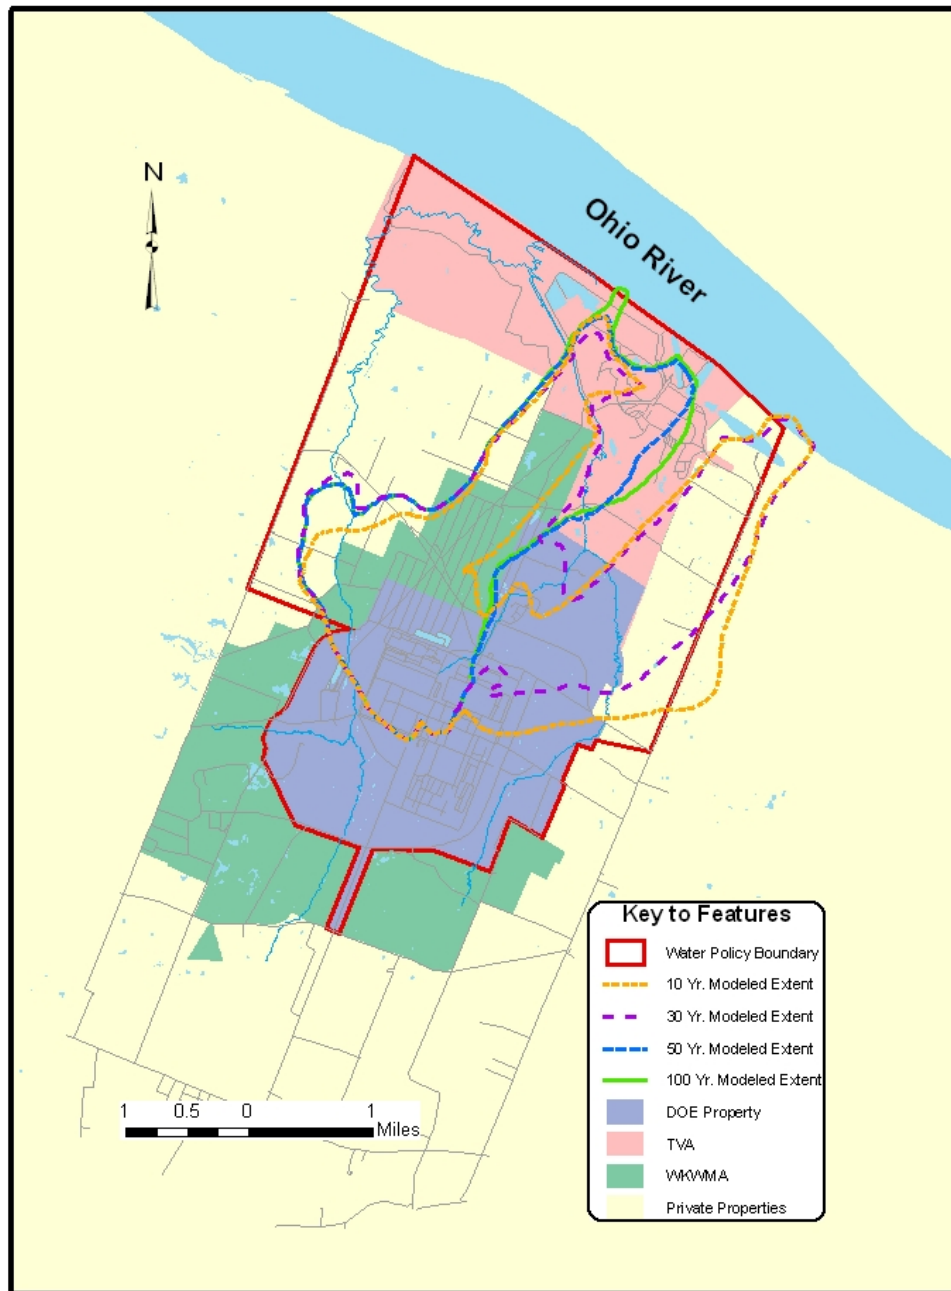 N
Ohio River
Key to Features
Water Policy Boundary
10 Yr. Modeled Extent
30 Yr. Modeled Extent
50 Yr. Modeled Extent
100 Yr. Modeled Extent
DOE Property
TVA
WKWMA
Private Properties
1 0.5 0 1
Miles